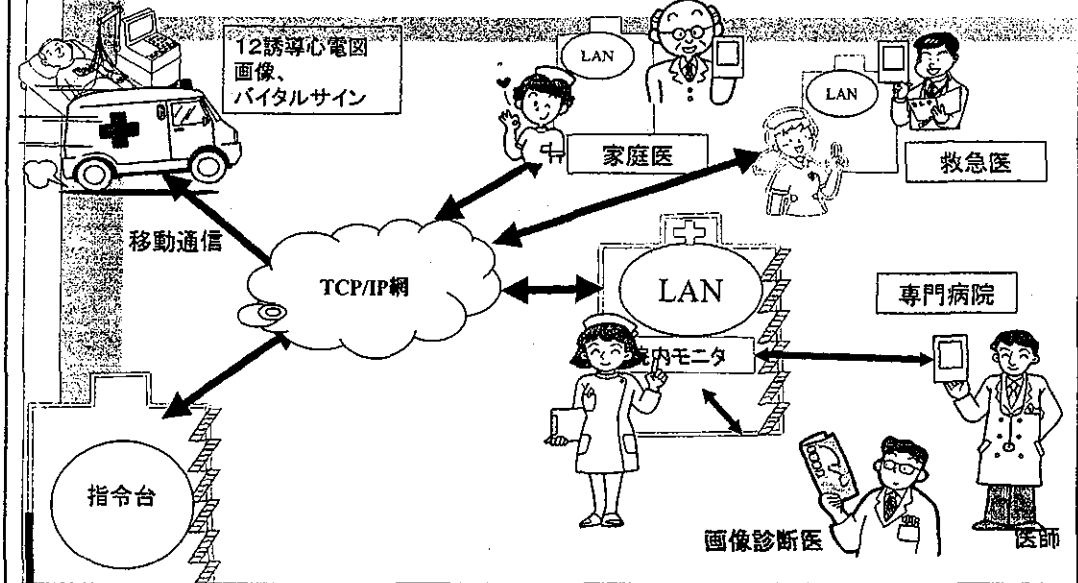 12誘導心電図
画像、
バイタルサイン
LAN
LAN
家庭医
救急医
移動通信
TCP/IP網
LAN
専門病院
院内モニタ
指令台
画像診断医
医師